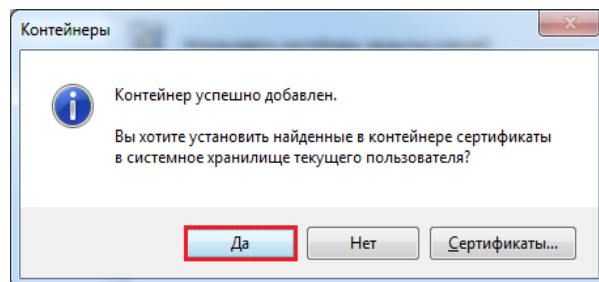 Контейнеры
Контейнер успешно добавлен.
Вы хотите установить найденные в контейнере сертификаты
в системное хранилище текущего пользователя?
Да
Нет
Сертификаты...